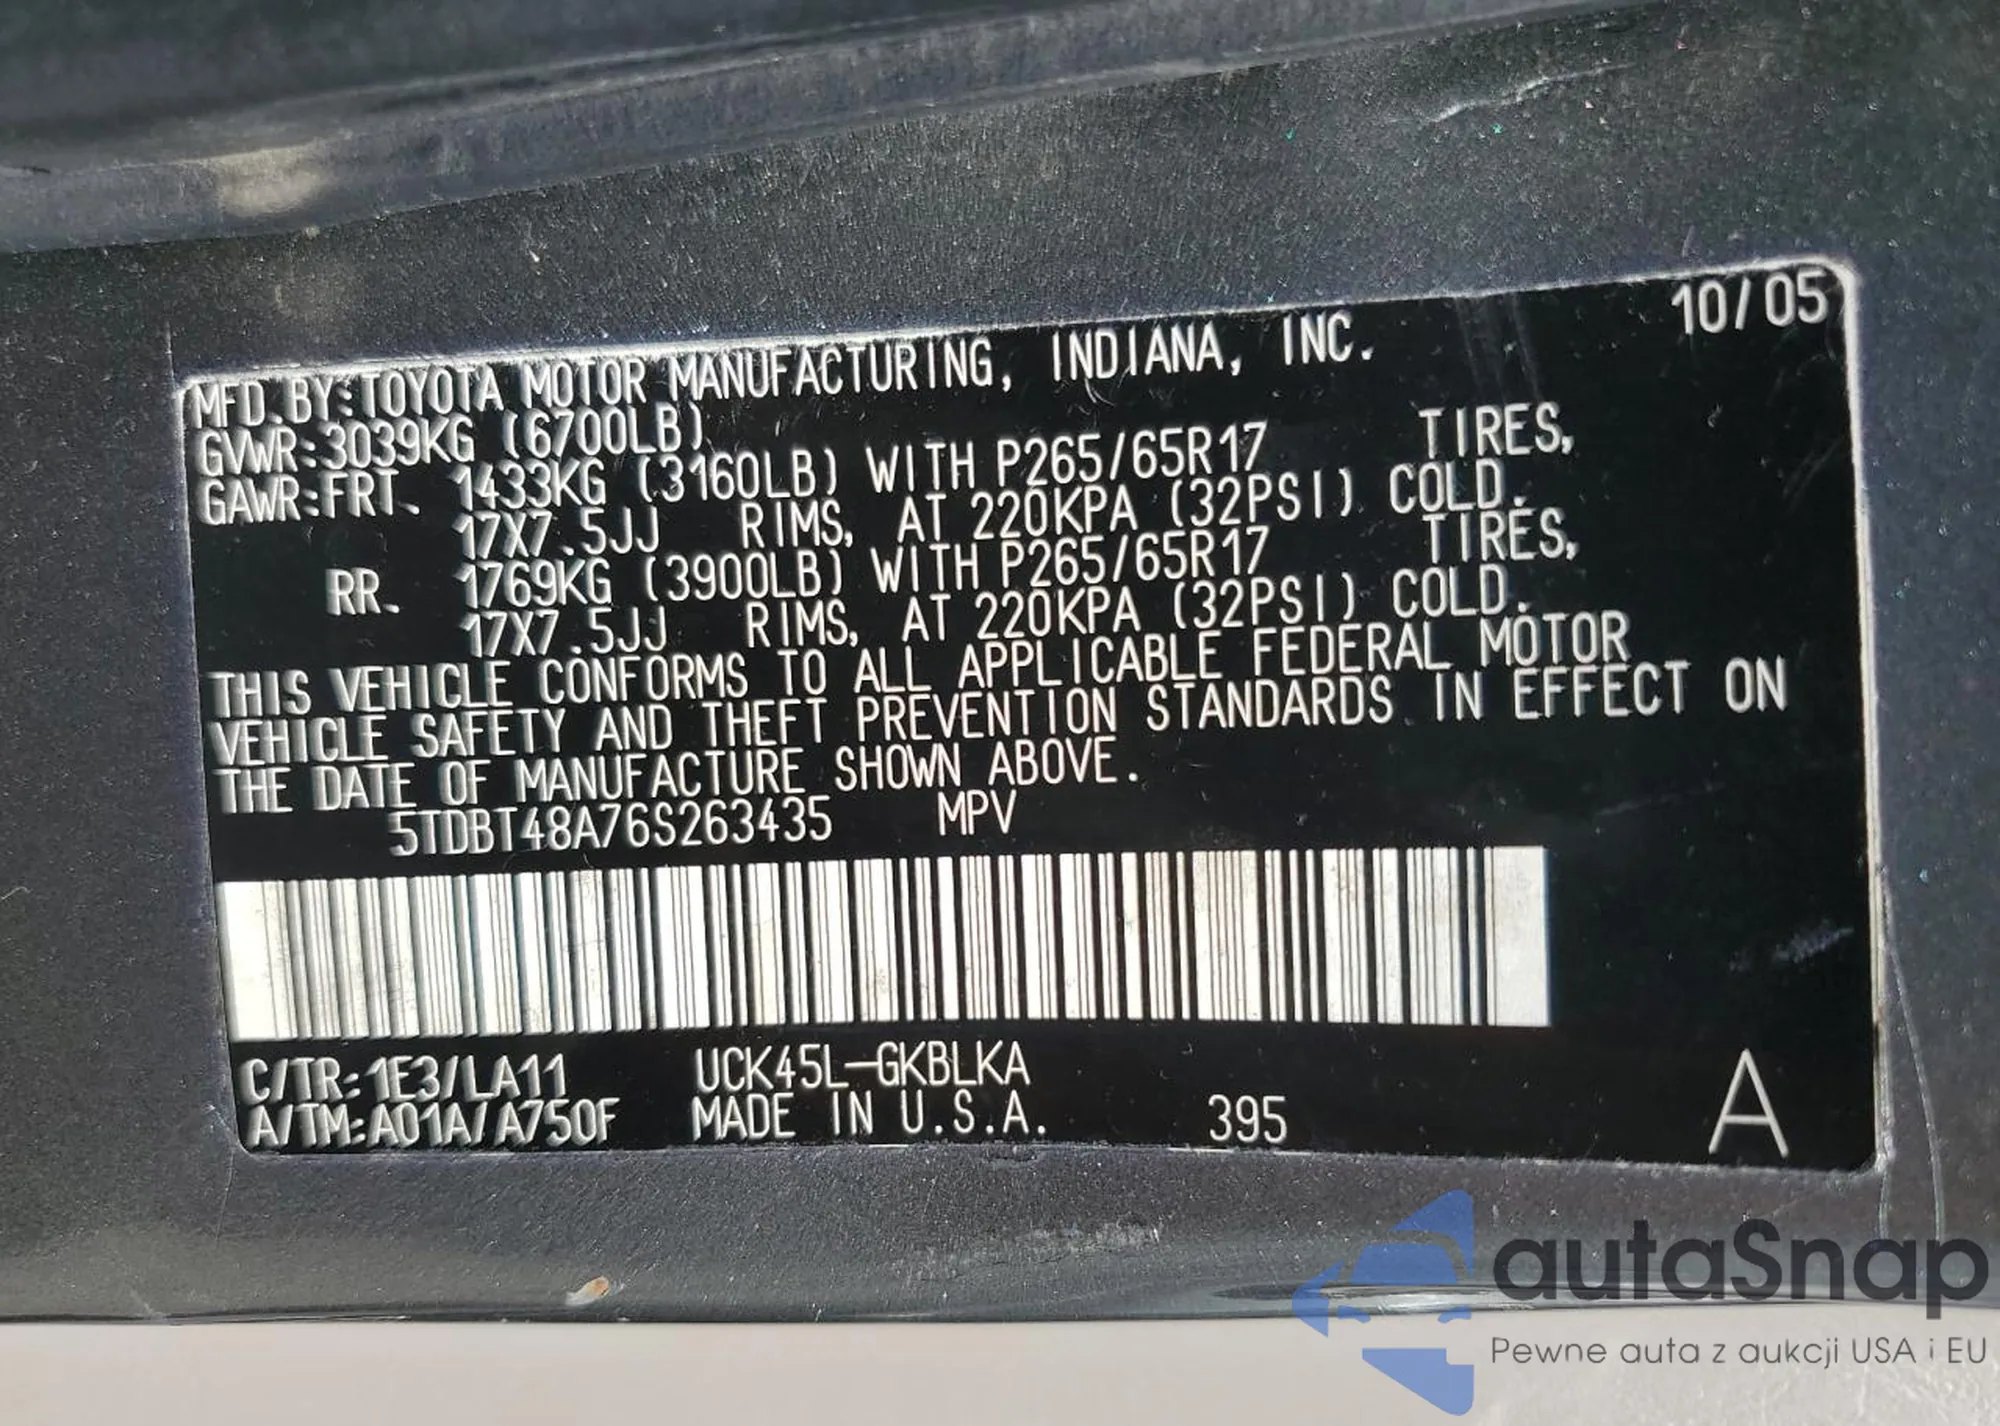 10/05
MFD. BY: TOYOTA MOTOR MANUFACTURING, INDIANA, INC.
GVWR: 3039KG (6700LB)
GAWR: FRT. 1433KG (3160LB) WITH P265/65R17 TIRES,
17X7.5JJ RIMS, AT 220KPA (32PSI) COLD.
RR. 1769KG (3900LB) WITH P265/65R17 TIRES,
17X7.5JJ RIMS, AT 220KPA (32PSI) COLD.
THIS VEHICLE CONFORMS TO ALL APPLICABLE FEDERAL MOTOR
VEHICLE SAFETY AND THEFT PREVENTION STANDARDS IN EFFECT ON
THE DATE OF MANUFACTURE SHOWN ABOVE.
5TDBT48A76S263435 MPV
C/TR: 1E3/LA11 UCK45L-GKBLKA
A/TM: A01A/A750F MADE IN U.S.A. 395 A
autaSnap
Pewne auta z aukcji USA i EU